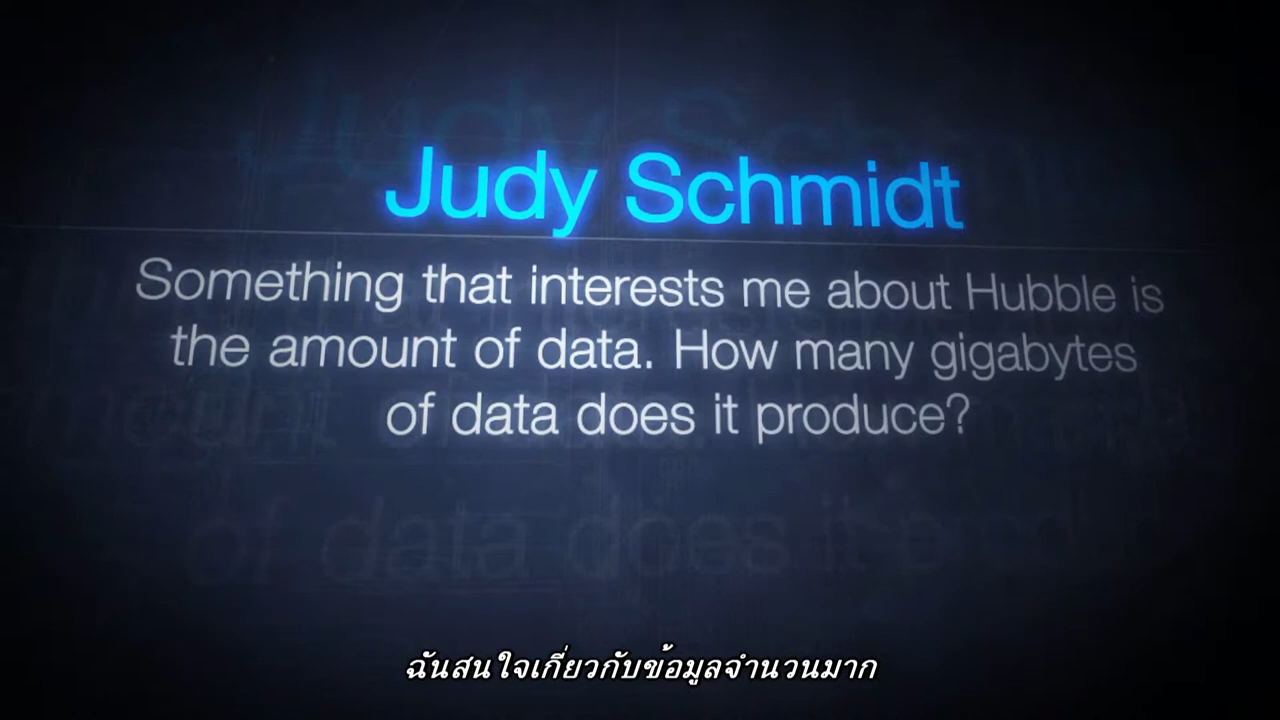 Judy Schmidt
Something that interests me about Hubble is
the amount of data. How many gigabytes
of data does it produce?
ฉันสนใจเกี่ยวกับข้อมูลจำนวนมาก